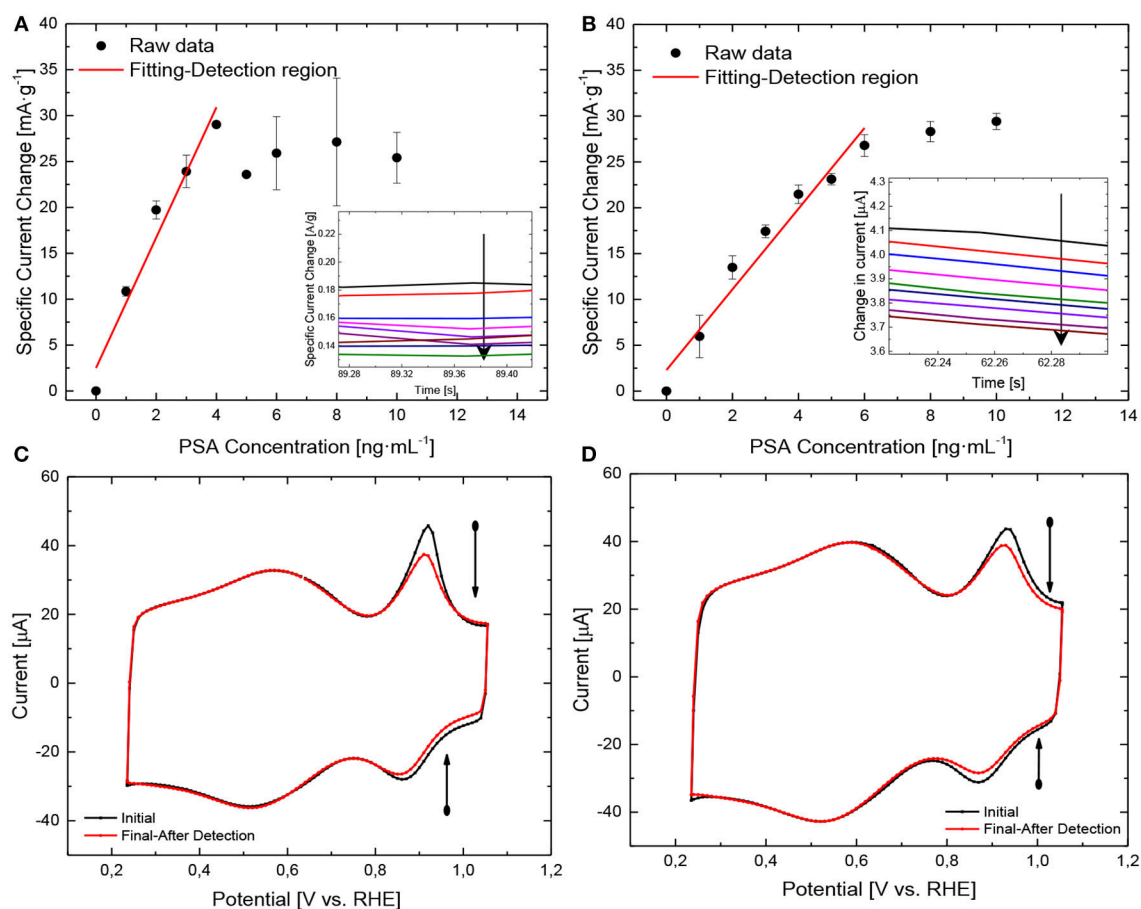 A
Raw data
Fitting-Detection region
Specific Current Change [mA·g⁻¹]
40
35
30
25
20
15
10
5
0
0 2 4 6 8 10 12 14
PSA Concentration [ng·mL⁻¹]
Specific Current Change [A/g]
0.22
0.20
0.18
0.16
0.14
89.28 89.32 89.36 89.40
Time [s]
B
Raw data
Fitting-Detection region
Specific Current Change [mA·g⁻¹]
40
35
30
25
20
15
10
5
0
0 2 4 6 8 10 12 14
PSA Concentration [ng·mL⁻¹]
Change in current [µA]
4.3
4.2
4.1
4.0
3.9
3.8
3.7
3.6
62.24 62.26 62.28
Time [s]
C
Current [µA]
60
40
20
0
-20
-40
Initial
Final-After Detection
0,2 0,4 0,6 0,8 1,0 1,2
Potential [V vs. RHE]
D
Current [µA]
60
40
20
0
-20
-40
Initial
Final-After Detection
0,2 0,4 0,6 0,8 1,0 1,2
Potential [V vs. RHE]